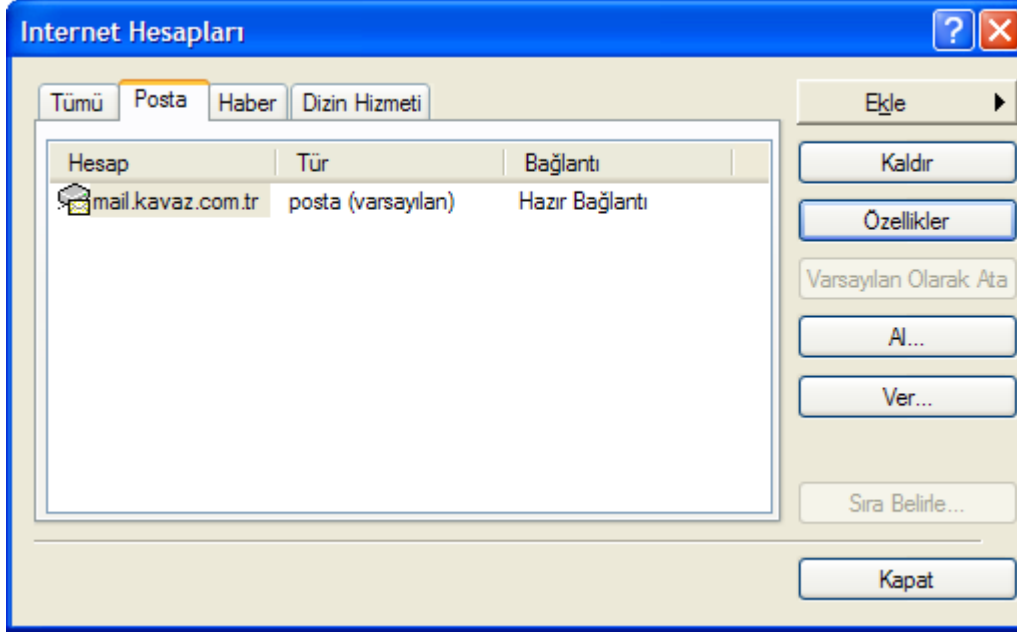 Internet Hesapları
Tümü Posta Haber Dizin Hizmeti
Hesap Tür Bağlantı
mail.kavaz.com.tr posta (varsayılan) Hazır Bağlantı
Ekle
Kaldır
Özellikler
Varsayılan Olarak Ata
Al...
Ver...
Sıra Belirle...
Kapat